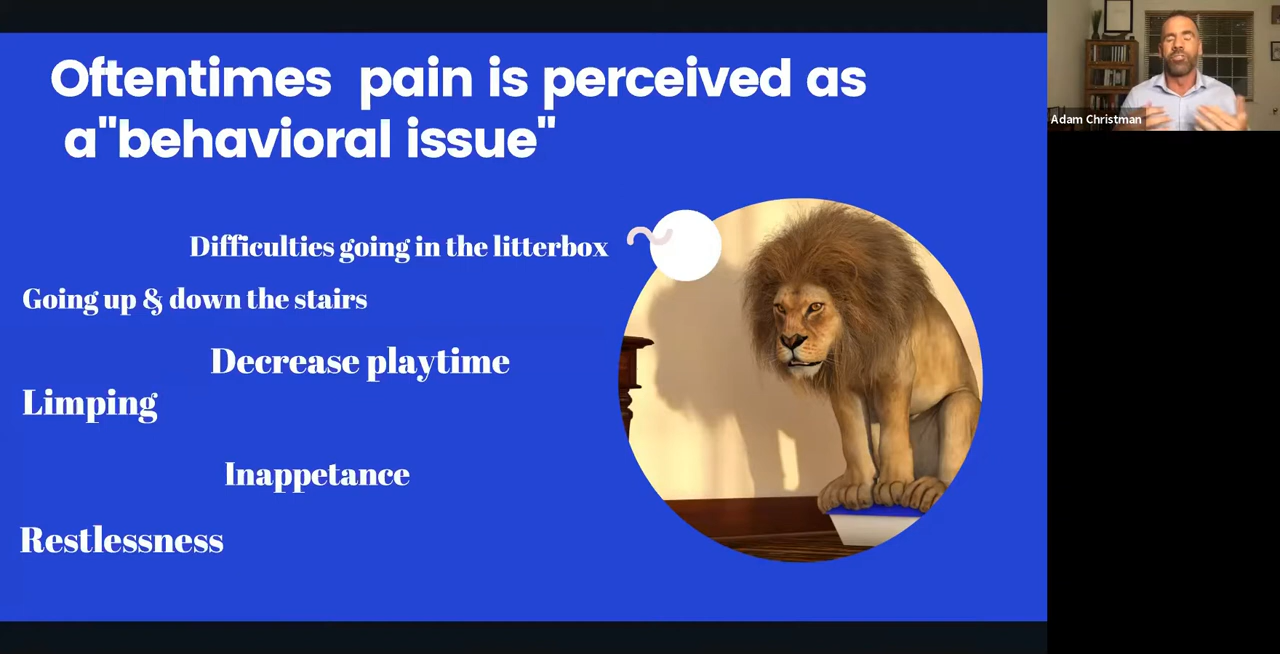 Oftentimes  pain is perceived as
a"behavioral issue"
Difficulties going in the litterbox
Going up & down the stairs
Decrease playtime
Limping
Inappetance
Restlessness
Adam Christman